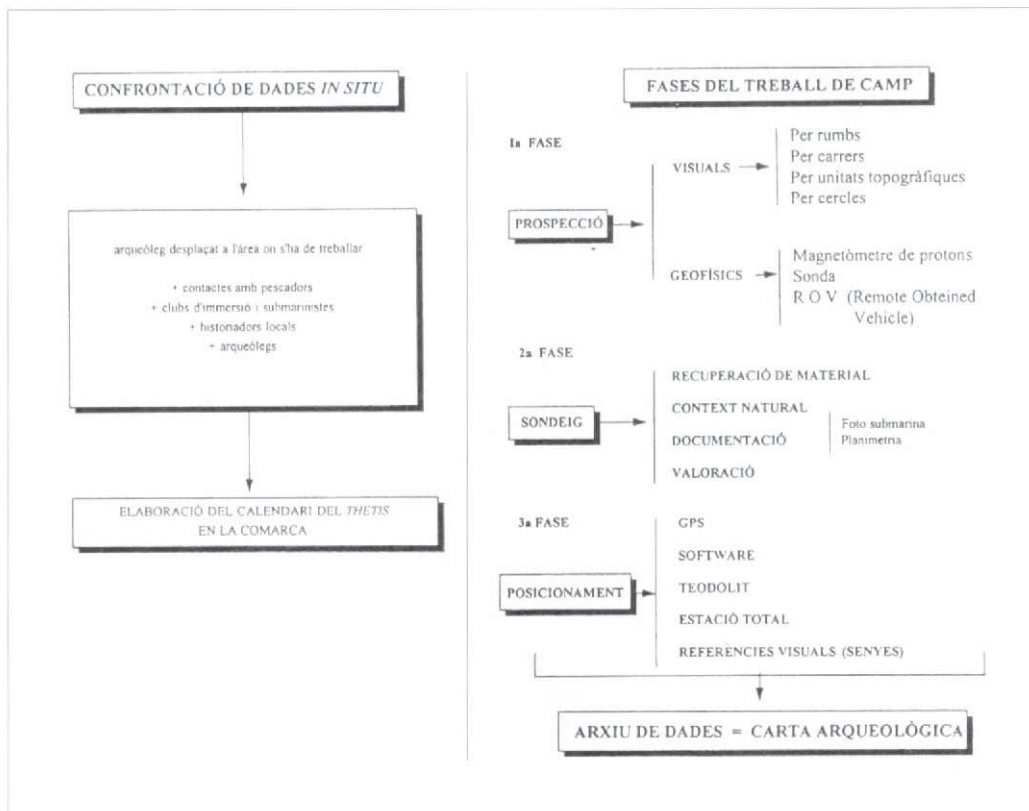 CONFRONTACIÓ DE DADES IN SITU
arqueòleg desplaçat a l'àrea on s'ha de treballar
+ contactes amb pescadors
+ clubs d'immersió i submarinistes
+ historiadors locals
+ arqueòlegs
ELABORACIÓ DEL CALENDARI DEL THETIS
EN LA COMARCA
FASES DEL TREBALL DE CAMP
1a FASE
PROSPECCIÓ
VISUALS
Per rumbs
Per carrers
Per unitats topogràfiques
Per cercles
GEOFÍSICS
Magnetòmetre de protons
Sonda
R O V (Remote Obteined
Vehicle)
2a FASE
SONDEIG
RECUPERACIÓ DE MATERIAL
CONTEXT NATURAL
DOCUMENTACIÓ
Foto submarina
Planimetria
VALORACIÓ
3a FASE
POSICIONAMENT
GPS
SOFTWARE
TEODOLIT
ESTACIÓ TOTAL
REFERÈNCIES VISUALS (SENYES)
ARXIU DE DADES = CARTA ARQUEOLÒGICA